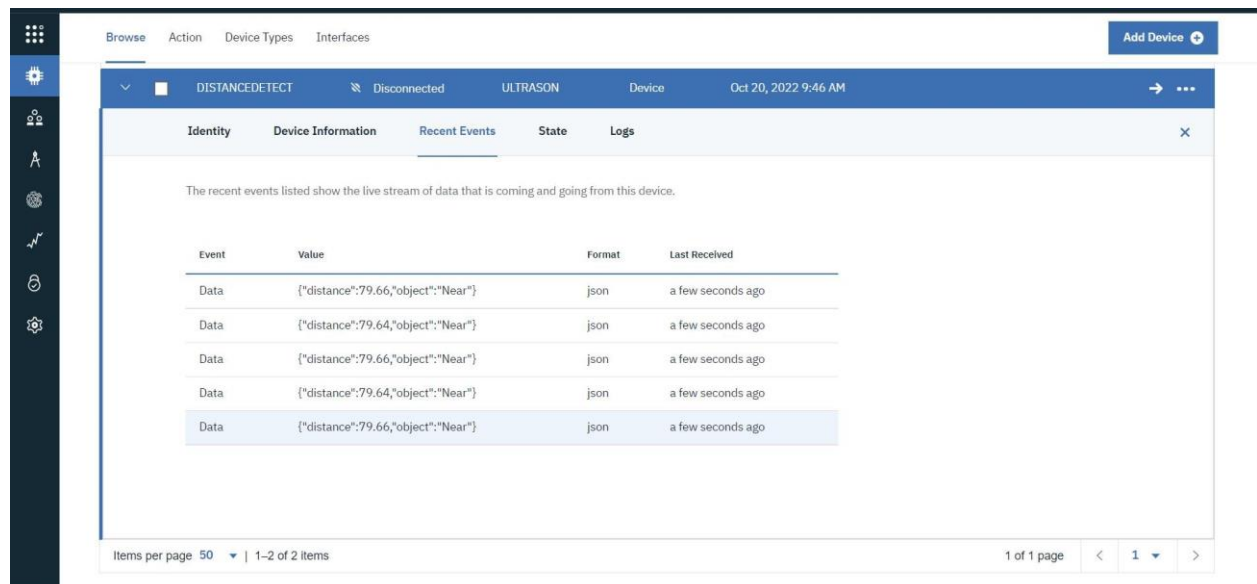 Browse Action Device Types Interfaces Add Device
DISTANCEDETECT Disconnected ULTRASON Device Oct 20, 2022 9:46 AM
Identity Device Information Recent Events State Logs
The recent events listed show the live stream of data that is coming and going from this device.
Event Value Format Last Received
Data {"distance":79.66,"object":"Near"} json a few seconds ago
Data {"distance":79.64,"object":"Near"} json a few seconds ago
Data {"distance":79.66,"object":"Near"} json a few seconds ago
Data {"distance":79.64,"object":"Near"} json a few seconds ago
Data {"distance":79.66,"object":"Near"} json a few seconds ago
Items per page 50 | 1–2 of 2 items 1 of 1 page < 1 >